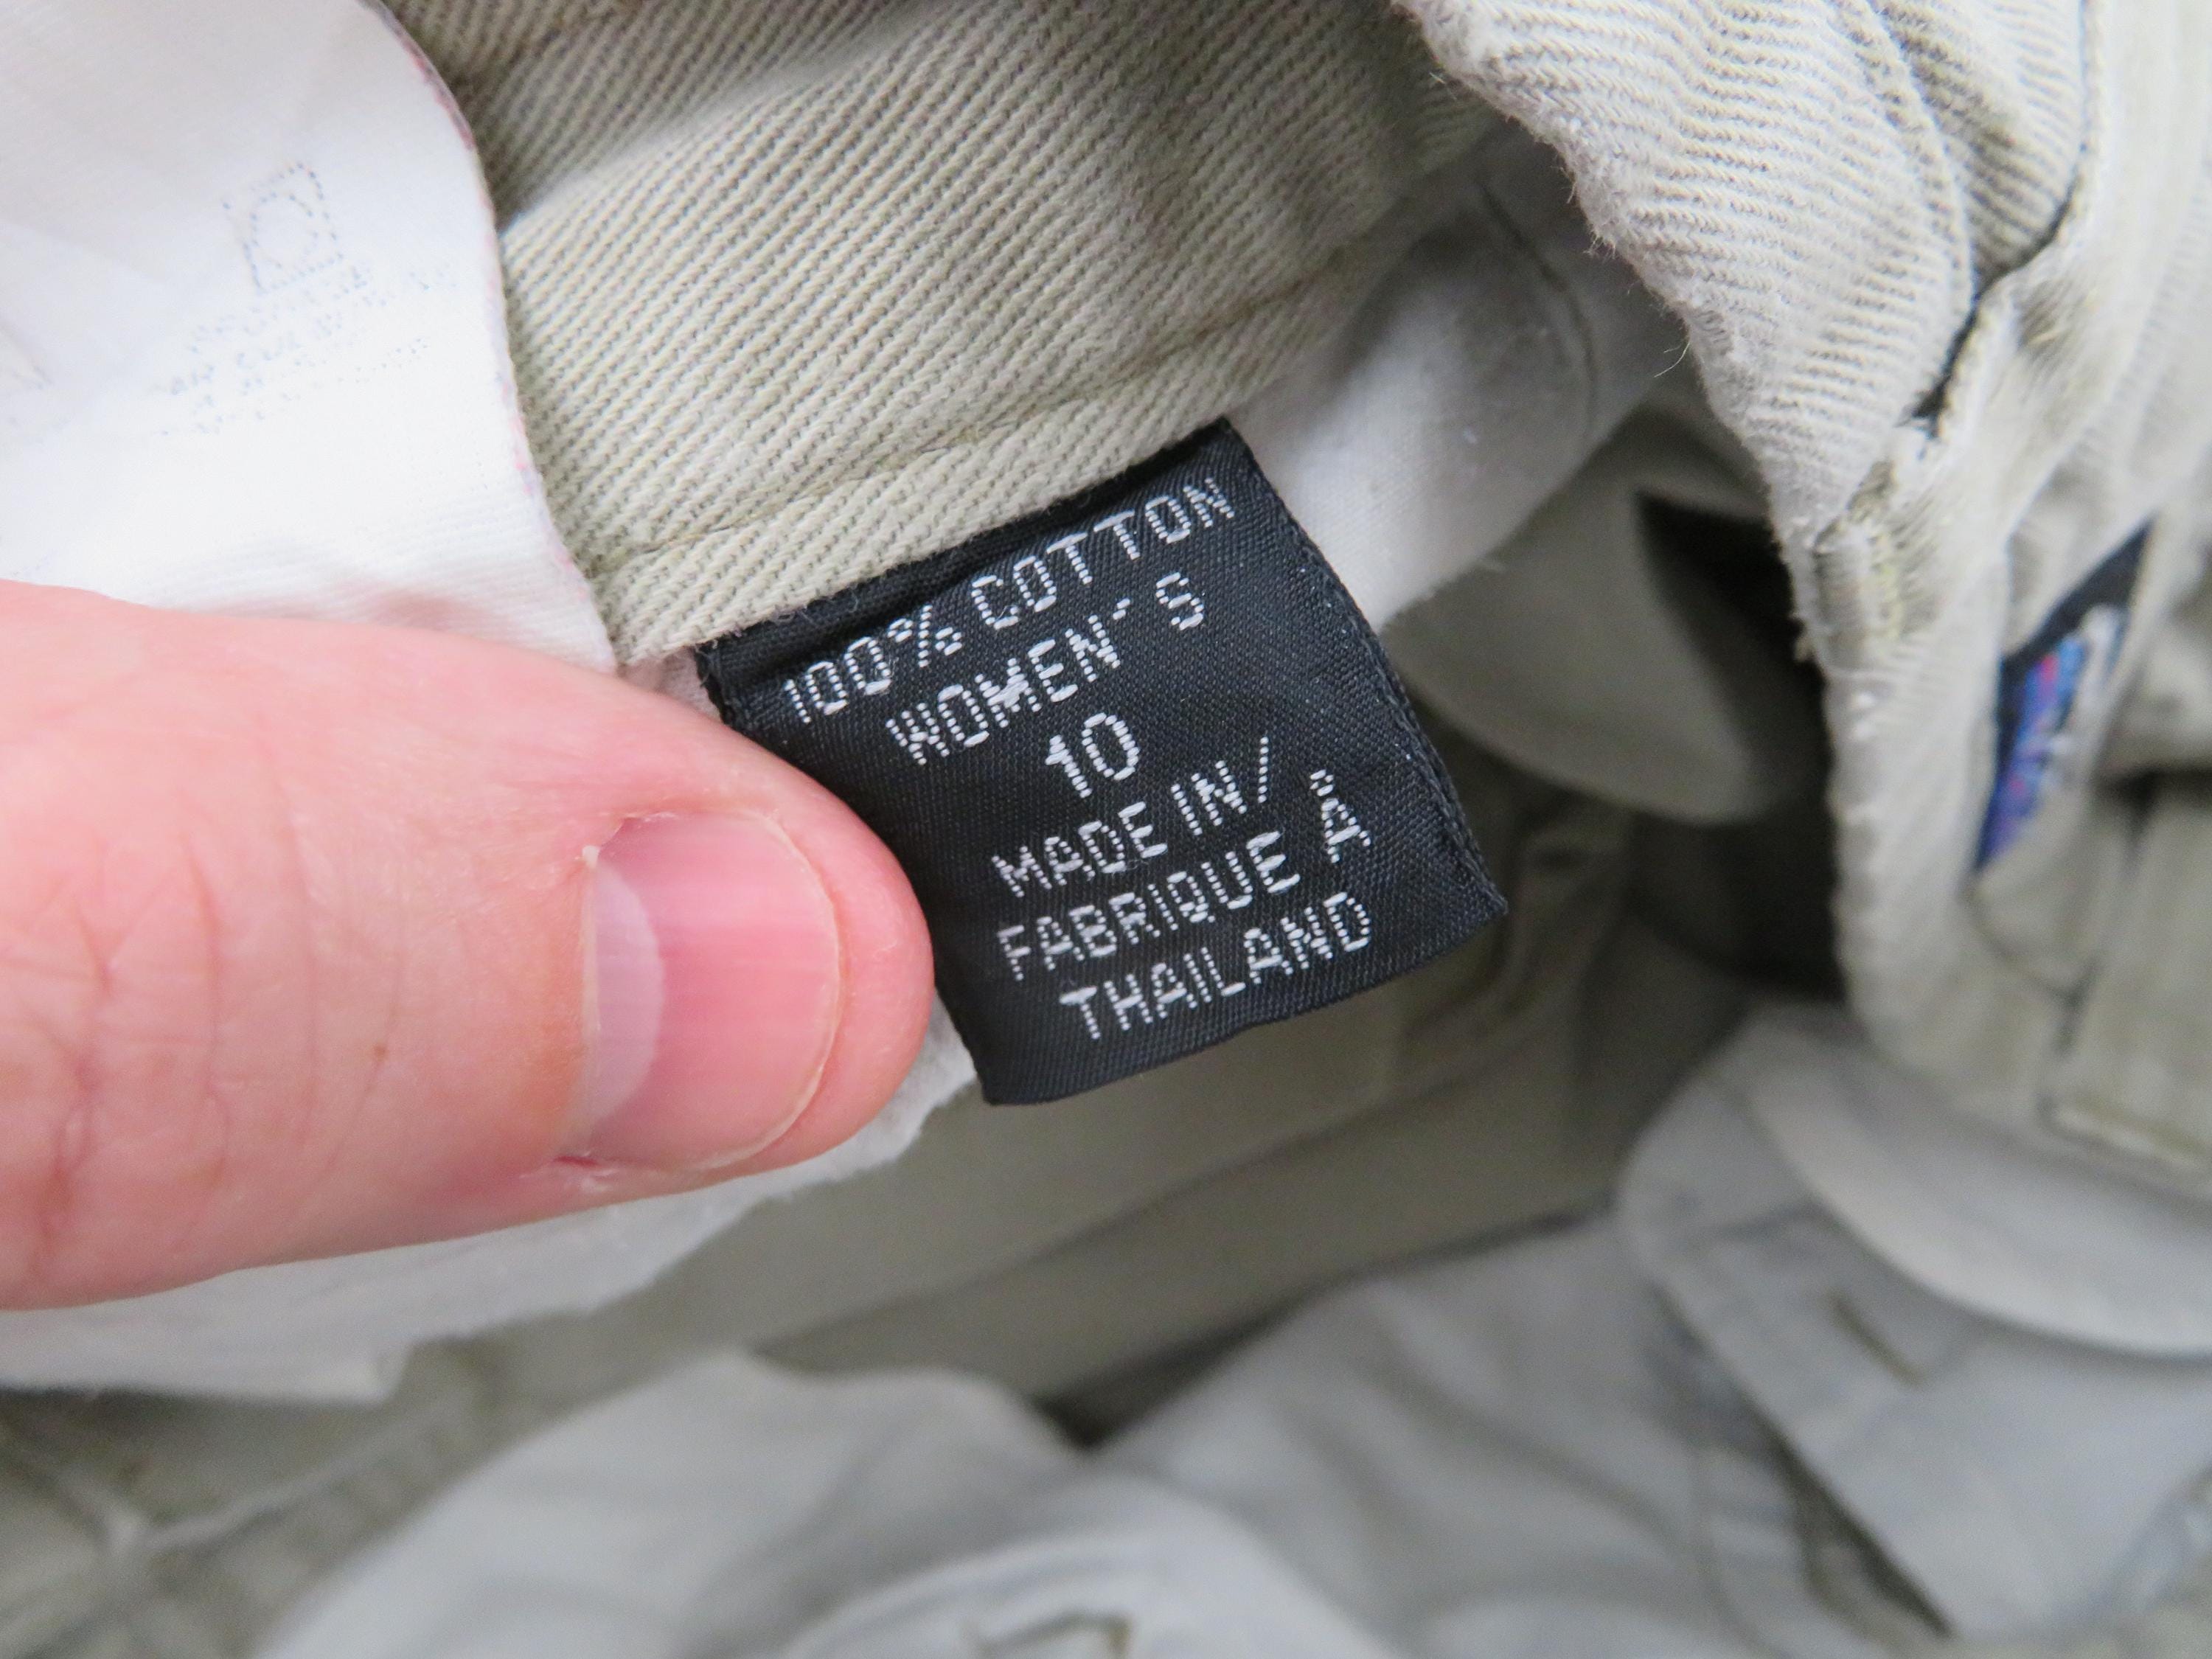 100% COTTON
WOMEN'S
10
MADE IN/
FABRIQUE À
THAILAND